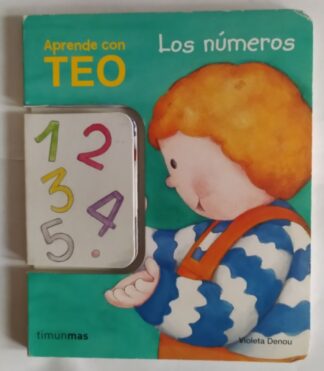 Aprende con
TEO
Los números
1 2
3
4
5
timunmas
Violeta Denou